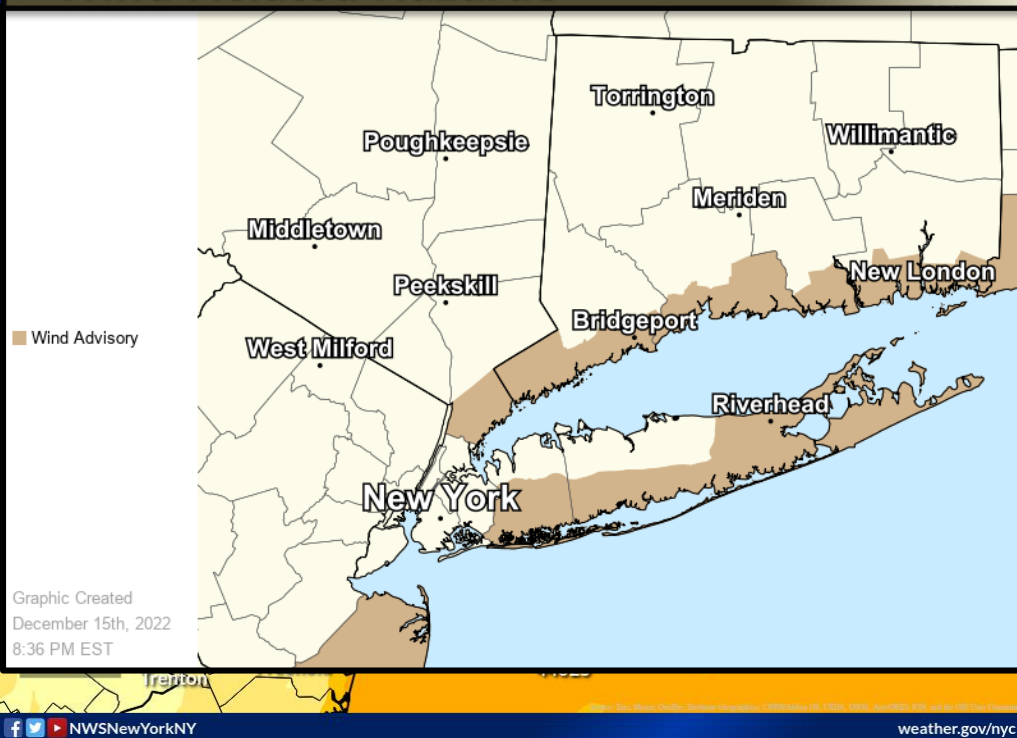 Torrington
Poughkeepsie
Willimantic
Meriden
Middletown
New London
Peekskill
Bridgeport
Wind Advisory
West Milford
Riverhead
New York
Graphic Created
December 15th, 2022
8:36 PM EST
Trenton
NWSNewYorkNY
weather.gov/nyc